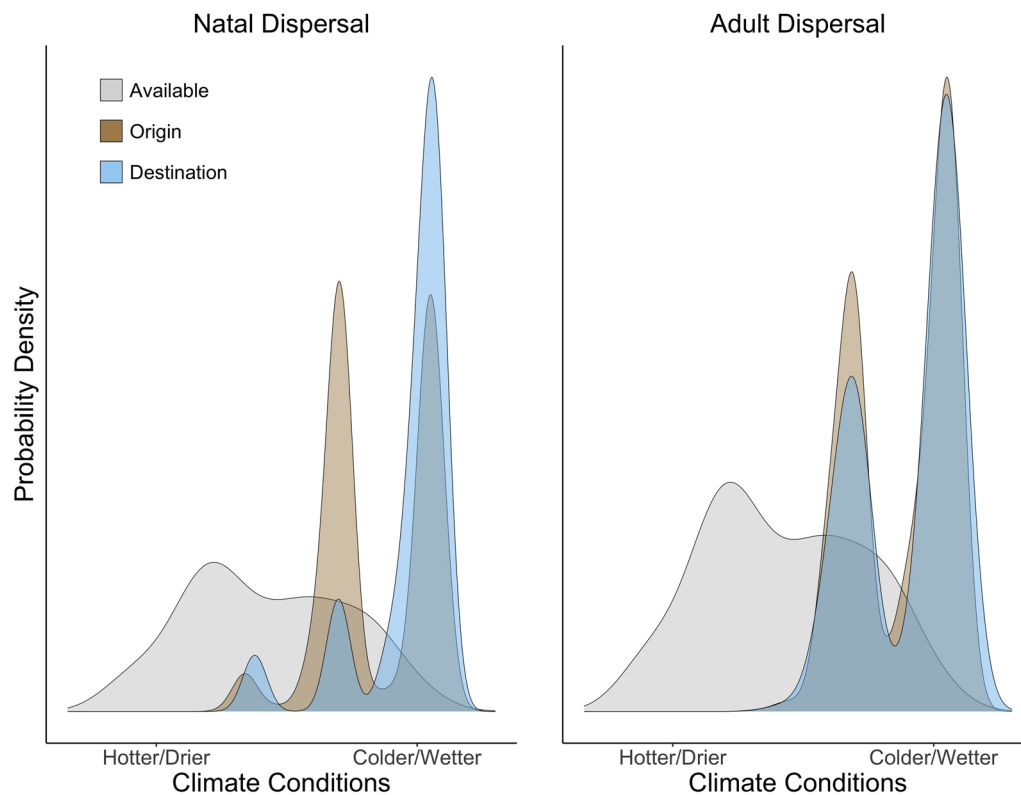 Natal Dispersal
Adult Dispersal
Available
Origin
Destination
Probability Density
Hotter/Drier
Colder/Wetter
Hotter/Drier
Colder/Wetter
Climate Conditions
Climate Conditions